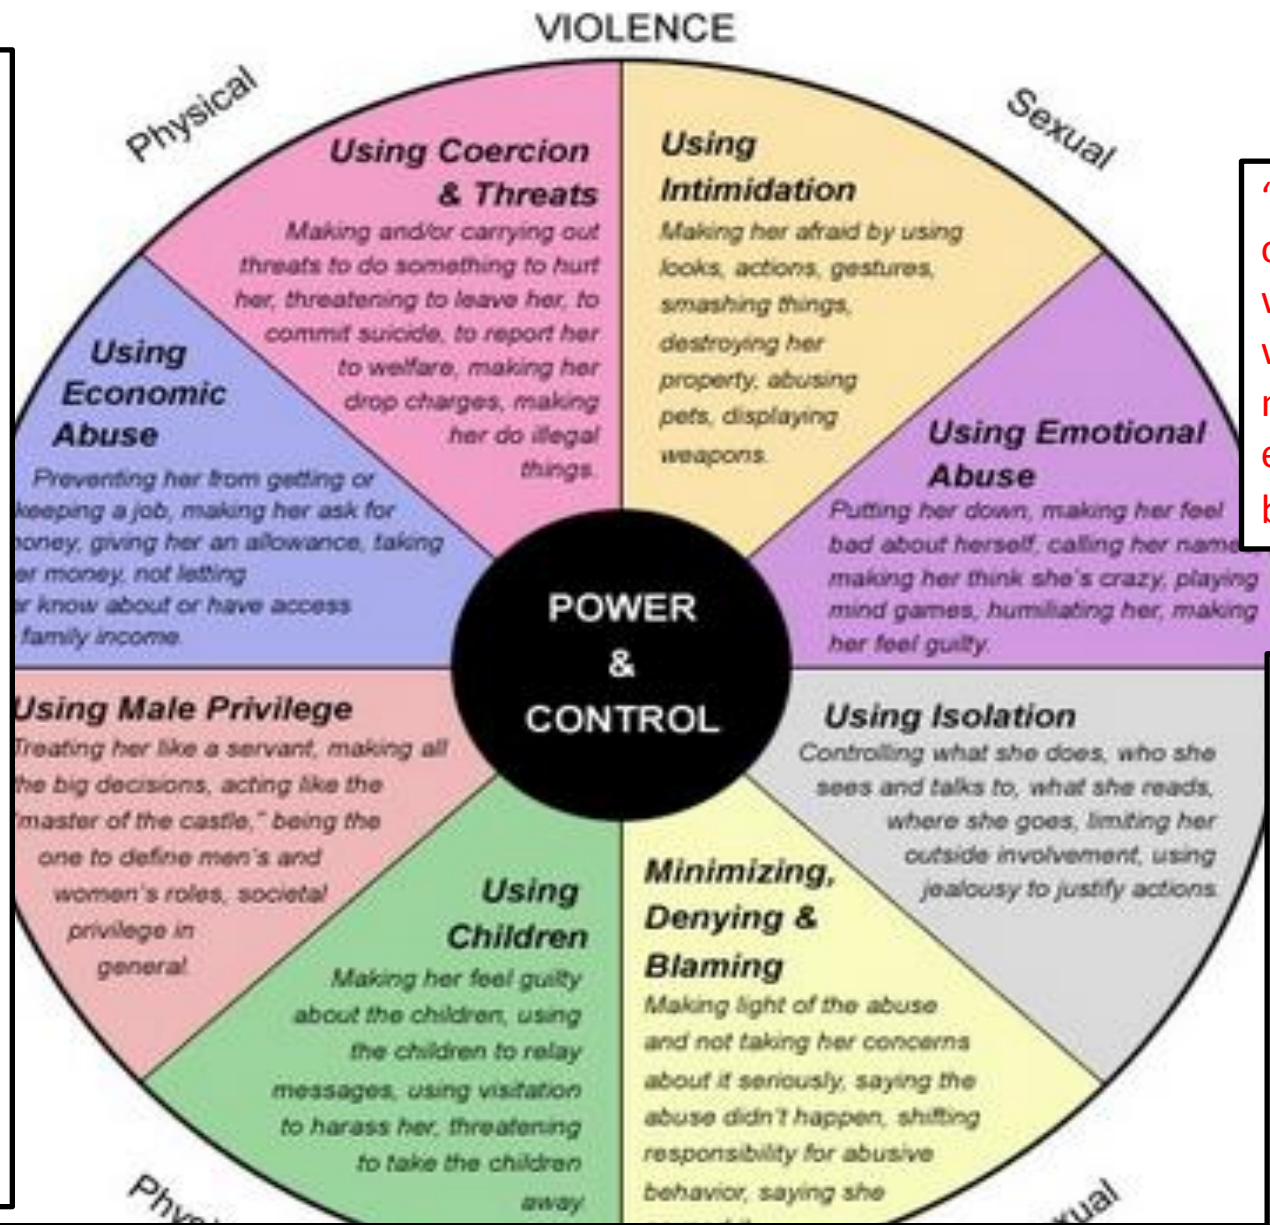 VIOLENCE
Physical
Sexual
Using Coercion
& Threats
Making and/or carrying out
threats to do something to hurt
her, threatening to leave her, to
commit suicide, to report her
to welfare, making her
drop charges, making
her do illegal
things.
Using
Intimidation
Making her afraid by using
looks, actions, gestures,
smashing things,
destroying her
property, abusing
pets, displaying
weapons.
Using
Economic
Abuse
Preventing her from getting or
keeping a job, making her ask for
money, giving her an allowance, taking
her money, not letting
her know about or have access
family income.
Using Emotional
Abuse
Putting her down, making her feel
bad about herself, calling her name
making her think she's crazy, playing
mind games, humiliating her, making
her feel guilty.
POWER
&
CONTROL
Using Male Privilege
Treating her like a servant, making all
the big decisions, acting like the
"master of the castle," being the
one to define men's and
women's roles, societal
privilege in
general.
Using Isolation
Controlling what she does, who she
sees and talks to, what she reads,
where she goes, limiting her
outside involvement, using
jealousy to justify actions.
Using
Children
Making her feel guilty
about the children, using
the children to relay
messages, using visitation
to harass her, threatening
to take the children
away.
Minimizing,
Denying &
Blaming
Making light of the abuse
and not taking her concerns
about it seriously, saying the
abuse didn't happen, shifting
responsibility for abusive
behavior, saying she